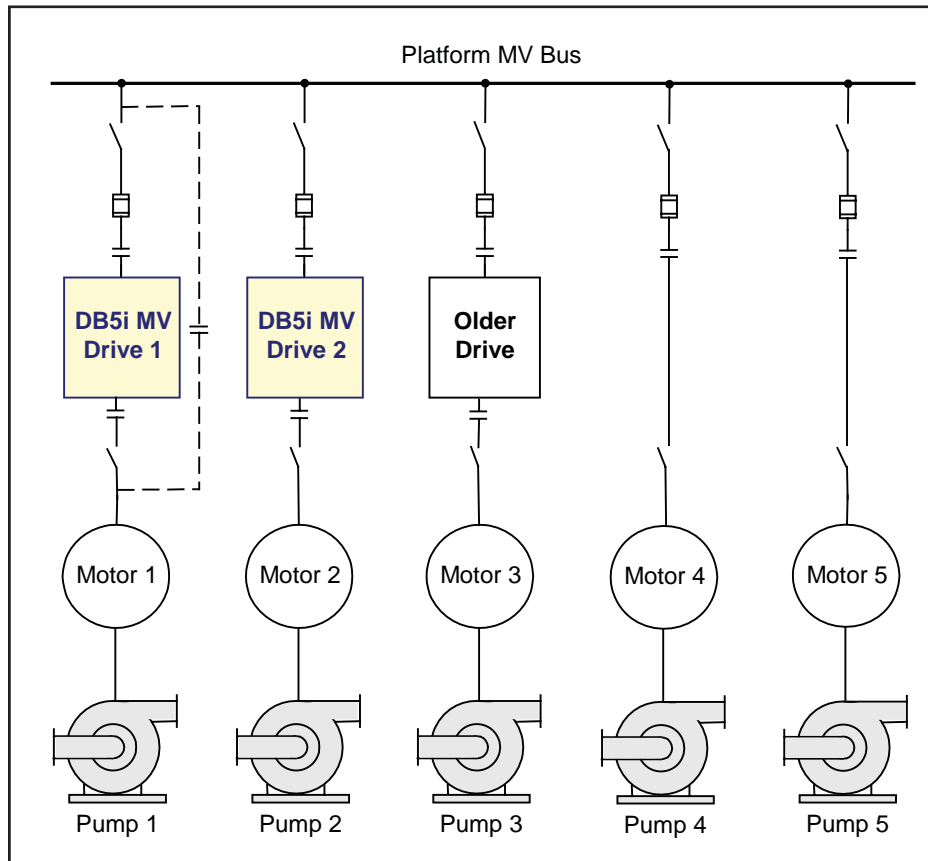 Platform MV Bus
DB5i MV
Drive 1
DB5i MV
Drive 2
Older
Drive
Motor 1
Motor 2
Motor 3
Motor 4
Motor 5
Pump 1
Pump 2
Pump 3
Pump 4
Pump 5